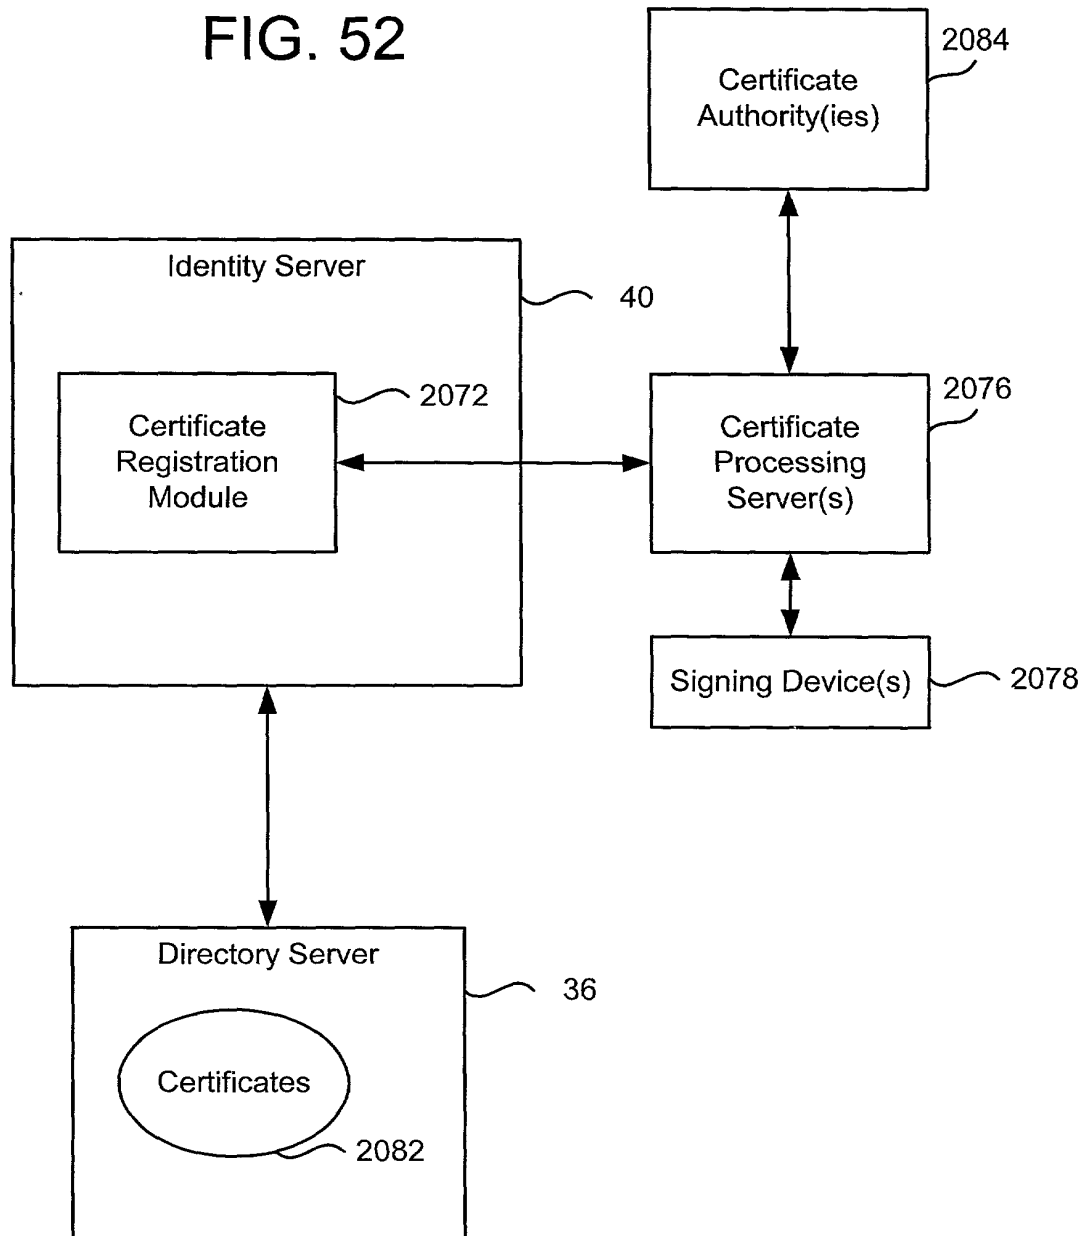 FIG. 52
Certificate
Authority(ies)
2084
Identity Server
40
Certificate
Registration
Module
2072
Certificate
Processing
Server(s)
2076
Signing Device(s)
2078
Directory Server
36
Certificates
2082